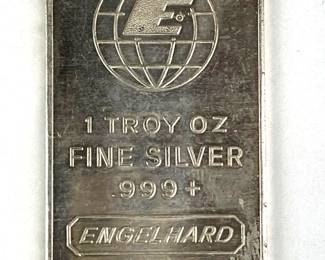 E
1 TROY OZ
FINE SILVER
.999+
ENGELHARD